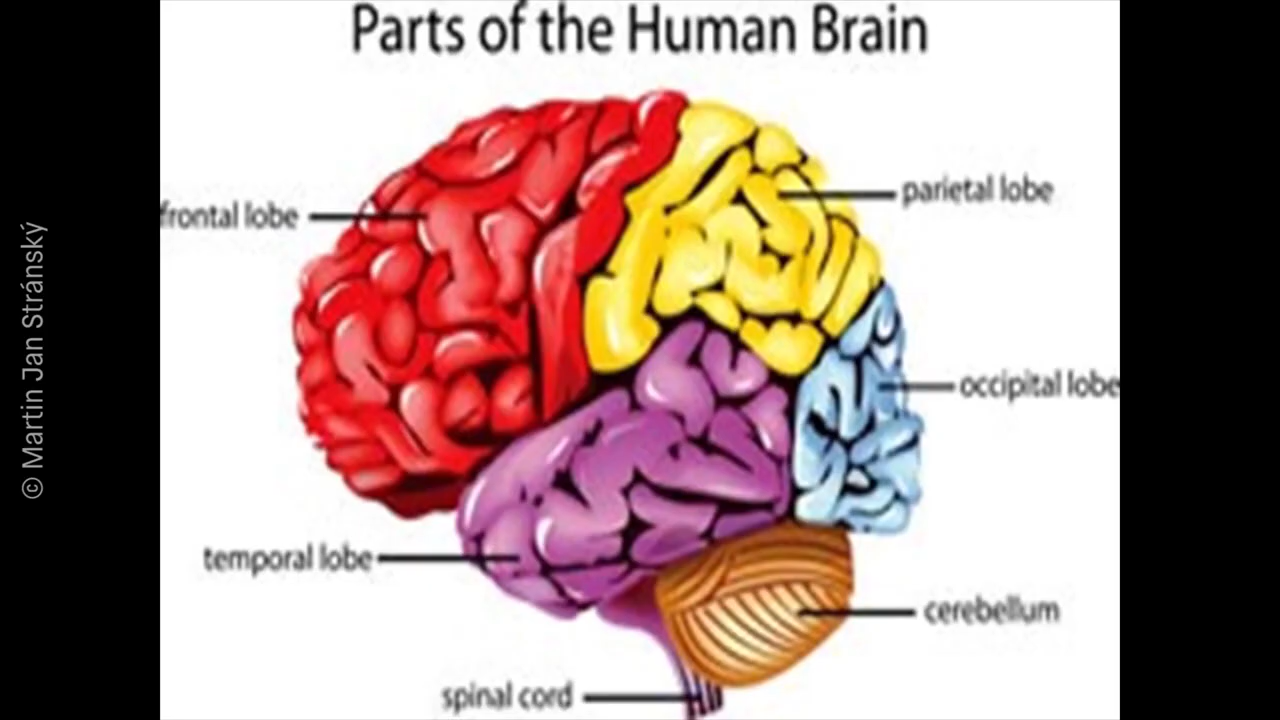 Parts of the Human Brain
frontal lobe
parietal lobe
occipital lobe
temporal lobe
cerebellum
spinal cord
© Martin Jan Stránský